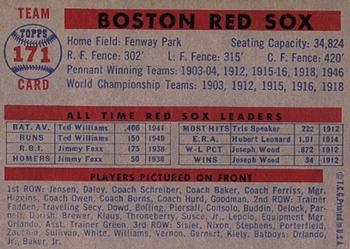 TEAM
TOPPS
171
CARD
BOSTON RED SOX
Home Field: Fenway Park Seating Capacity: 34,824
R. F. Fence: 302' L. F. Fence: 315' C. F. Fence: 420'
Pennant Winning Teams: 1903-04, 1912, 1915-16, 1918, 1946
World Championship Teams: 1903, 1912, 1915, 1916, 1918
ALL TIME RED SOX LEADERS
BAT. AV. Ted Williams .406 1941 MOST HITS Tris Speaker 222 1912
RUNS Ted Williams 150 E.R.A. Hubert Leonard 1.01 1914
R.B.I. Jimmy Foxx 1938 W-L PCT Joseph Wood 1912
HOMERS Jimmy Foxx 50 1938 WINS Joseph Wood 34 1912
PLAYERS PICTURED ON FRONT
1st ROW: Jensen, Daley, Coach Schreiber, Coach Baker, Coach Ferriss, Mgr.
Higgins, Coach Owen, Coach Burns, Coach Hurd, Goodman. 2nd ROW: Trainer
Fadden, Traveling Secy. Dowd, Bolling, Piersall, Consolo, Buddin, Delock, Parnell,
Dorish, Brewer, Klaus, Throneberry, Susce, Jr., Lepcio, Equipment Mgr.
Orlando, Asst. Trainer Green. 3rd ROW: Sisler, Nixon, Stephens, Porterfield,
Zauchin, Sullivan, White, Williams, Vernon, Gernert, Kiely, Batboys: Orlando,
Jr., Baker, Jr.
© T.C.G. Printed in U.S.A.